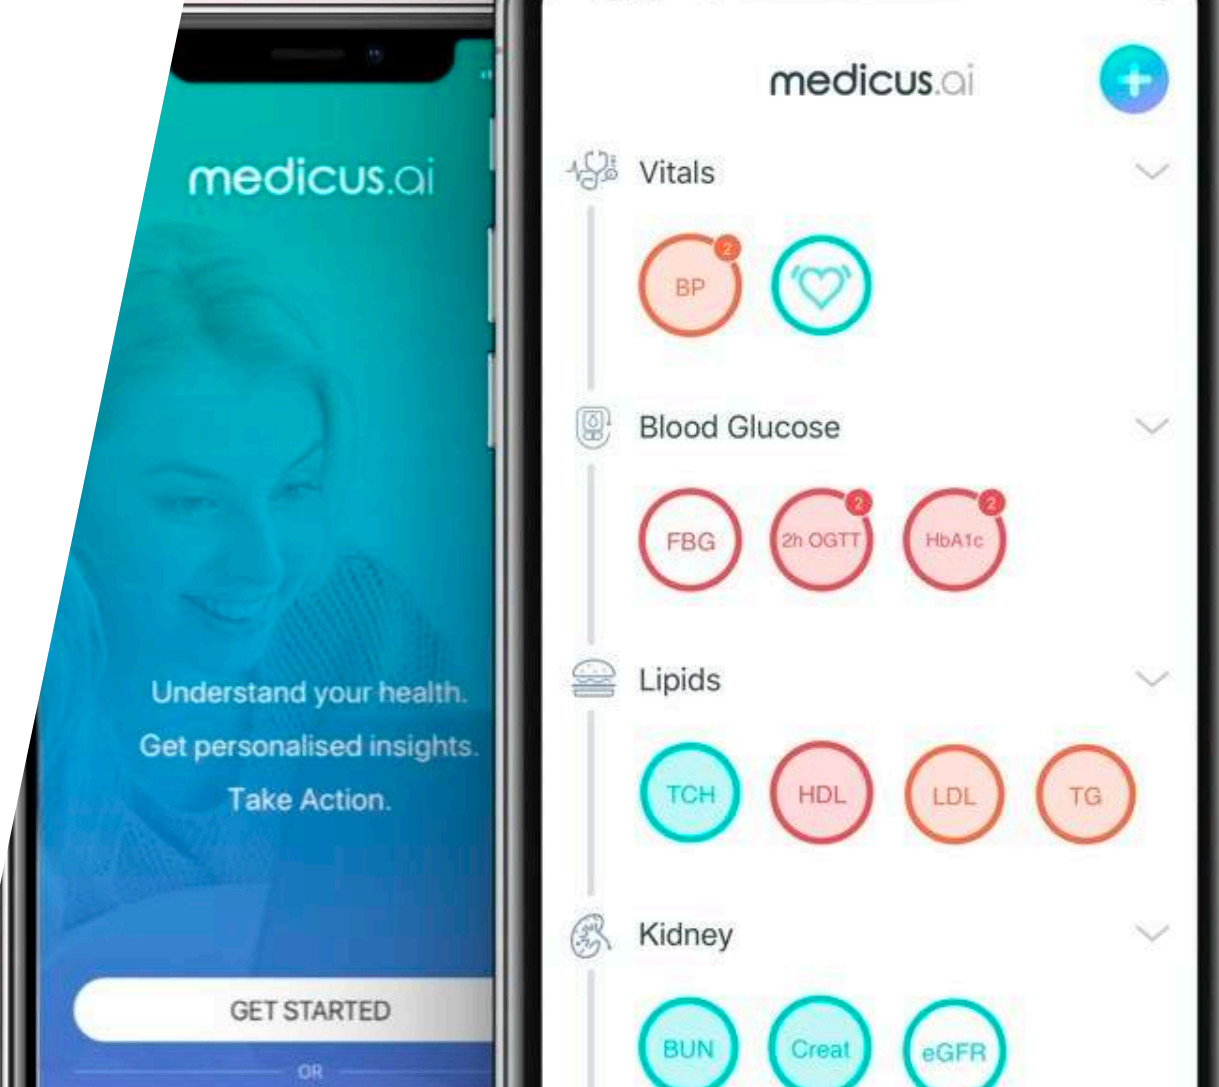 medicus.ai
Understand your health.
Get personalised insights.
Take Action.
GET STARTED
OR
medicus.ai
Vitals
BP
2
Blood Glucose
FBG
2h OGTT
2
HbA1c
2
Lipids
TCH
HDL
LDL
TG
Kidney
BUN
Creat
eGFR